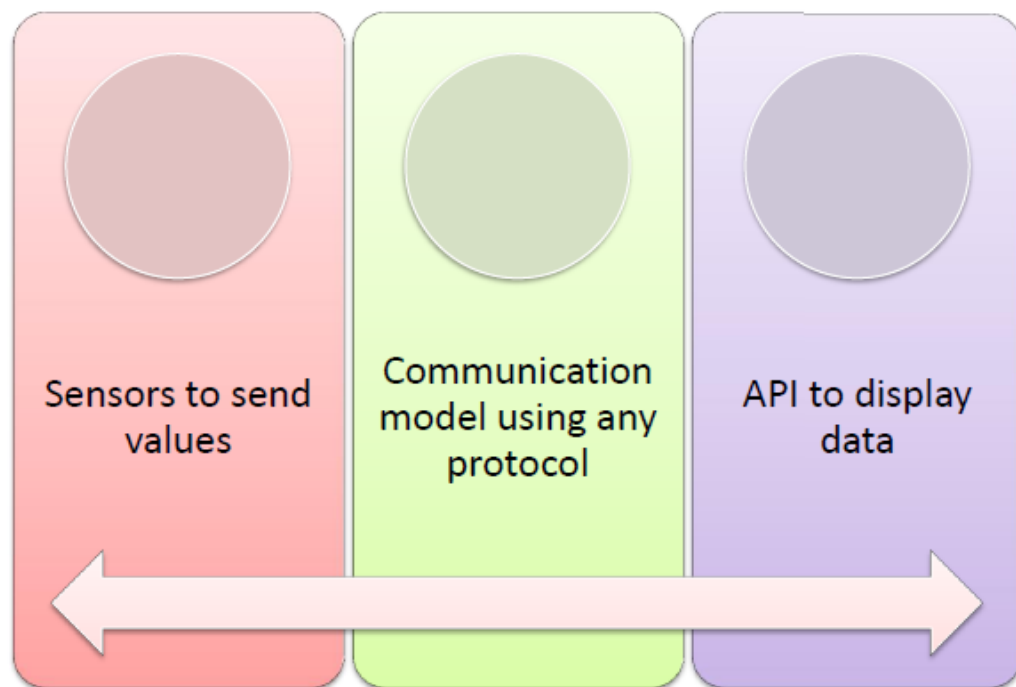 Sensors to send
values
Communication
model using any
protocol
API to display
data